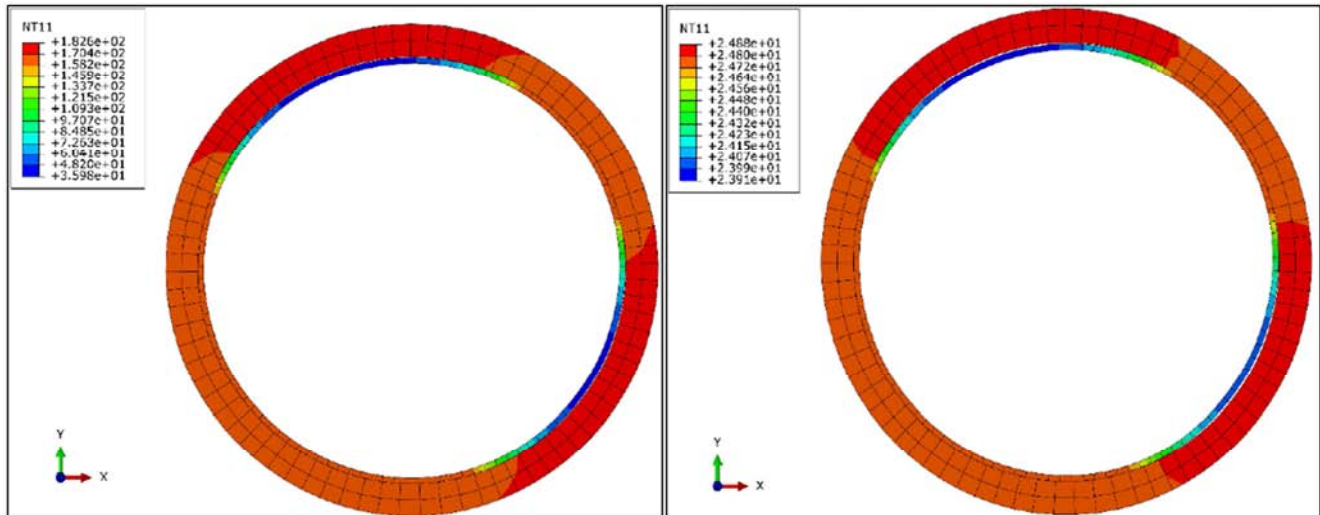 NT11
+1.826e+02
+1.704e+02
+1.582e+02
+1.459e+02
+1.337e+02
+1.215e+02
+1.093e+02
+9.707e+01
+8.485e+01
+7.263e+01
+6.041e+01
+4.820e+01
+3.598e+01
Y
X
NT11
+2.488e+01
+2.480e+01
+2.472e+01
+2.464e+01
+2.456e+01
+2.448e+01
+2.440e+01
+2.432e+01
+2.423e+01
+2.415e+01
+2.407e+01
+2.399e+01
+2.391e+01
Y
X